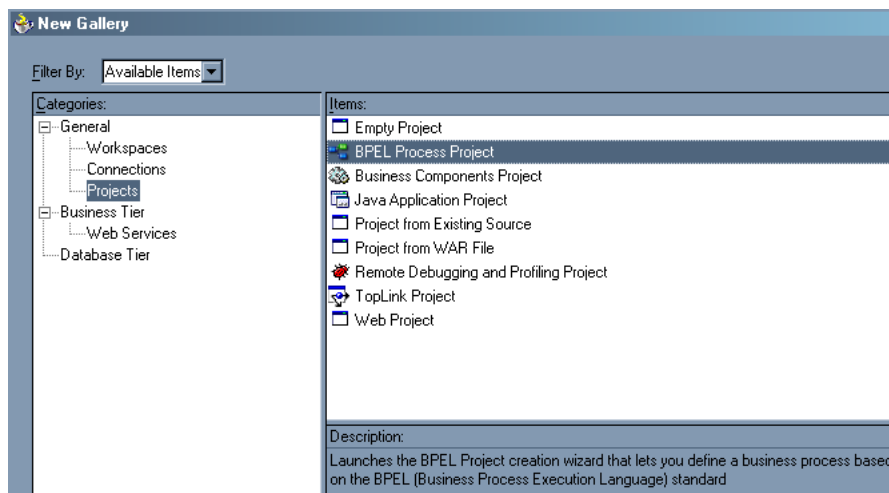 New Gallery
Filter By: Available Items
Categories:
General
Workspaces
Connections
Projects
Business Tier
Web Services
Database Tier
Items:
Empty Project
BPEL Process Project
Business Components Project
Java Application Project
Project from Existing Source
Project from WAR File
Remote Debugging and Profiling Project
TopLink Project
Web Project
Description:
Launches the BPEL Project creation wizard that lets you define a business process based
on the BPEL (Business Process Execution Language) standard